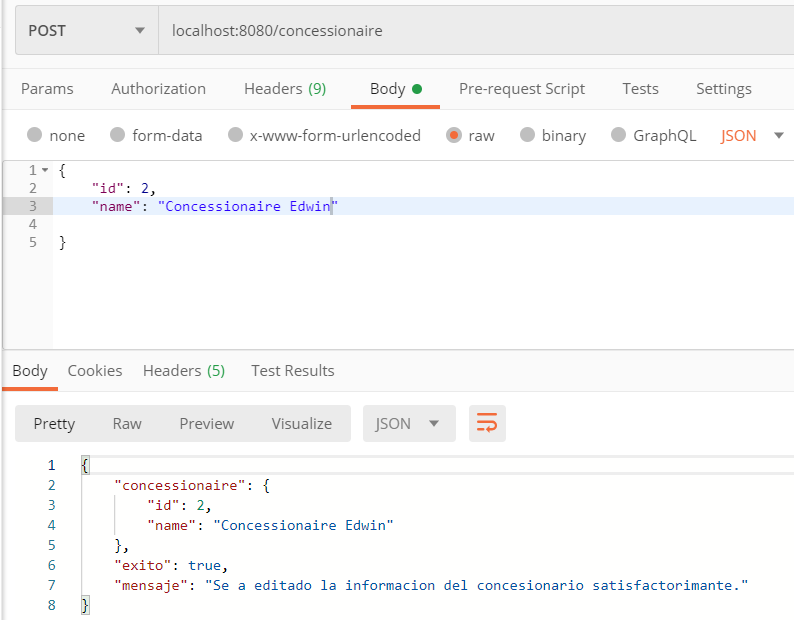 POST localhost:8080/concessionaire
Params Authorization Headers (9) Body Pre-request Script Tests Settings
none form-data x-www-form-urlencoded raw binary GraphQL JSON
1 {
2 "id": 2,
3 "name": "Concessionaire Edwin"
4
5 }
Body Cookies Headers (5) Test Results
Pretty Raw Preview Visualize JSON
1 {
2 "concessionaire": {
3 "id": 2,
4 "name": "Concessionaire Edwin"
5 },
6 "exito": true,
7 "mensaje": "Se a editado la informacion del concesionario satisfactorimante."
8 }